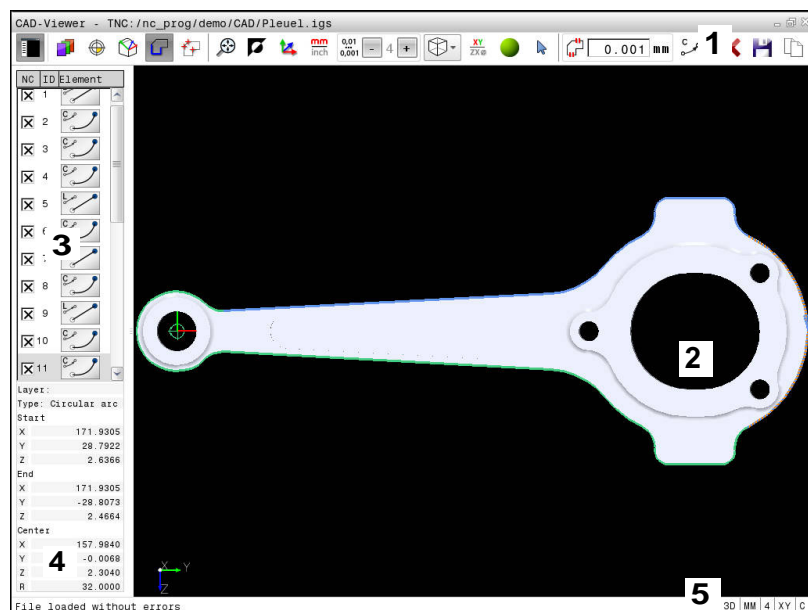 CAD-Viewer - TNC:/nc_prog/demo/CAD/Pleuel.igs
mm
inch
0,01
0,001
- 4 +
XY
ZXØ
0.001 mm
C
1
NC ID Element
1
2 C
3 C
4 C
5 L
C
3
8 C
9 L
10 C
11 C
2
Layer:
Type: Circular arc
Start
X 171.9305
Y 28.7922
Z 2.6366
End
X 171.9305
Y -28.8073
Z 2.4664
Center
X 157.9840
Y -0.0068
Z 2.3040
R 32.0000
4
X Y
Z
5
File loaded without errors
3D MM 4 XY C